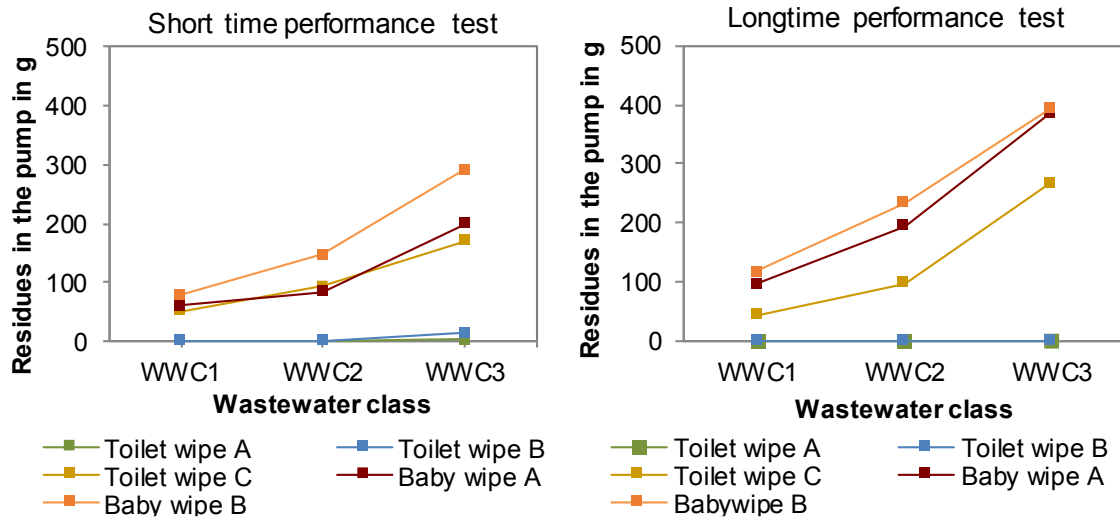 Short time performance test
Residues in the pump in g
500
400
300
200
100
0
WWC1 WWC2 WWC3
Wastewater class
Toilet wipe A Toilet wipe B
Toilet wipe C Baby wipe A
Baby wipe B
Longtime performance test
Residues in the pump in g
500
400
300
200
100
0
WWC1 WWC2 WWC3
Wastewater class
Toilet wipe A Toilet wipe B
Toilet wipe C Baby wipe A
Babywipe B